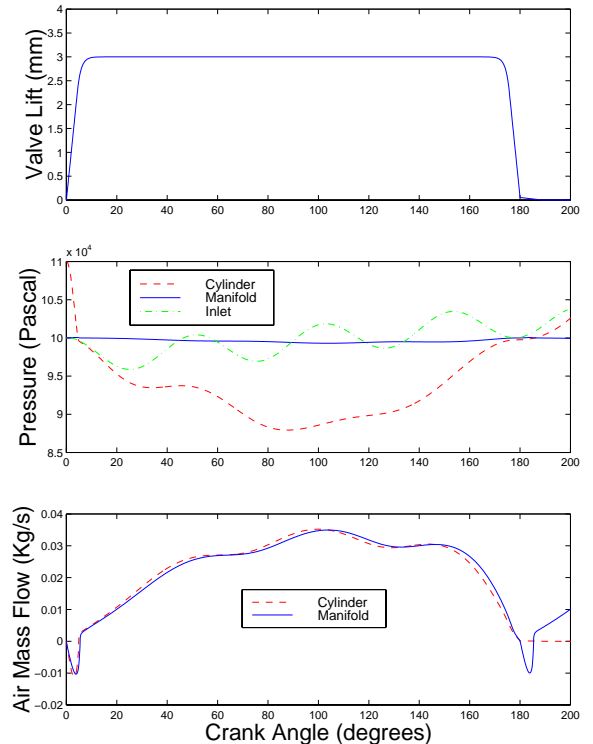 Valve Lift (mm)
4
3.5
3
2.5
2
1.5
1
0.5
0
0 20 40 60 80 100 120 140 160 180 200
Pressure (Pascal)
x 10^4
11
10.5
10
9.5
9
8.5
Cylinder
Manifold
Inlet
0 20 40 60 80 100 120 140 160 180 200
Air Mass Flow (Kg/s)
0.04
0.03
0.02
0.01
0
−0.01
−0.02
Cylinder
Manifold
0 20 40 60 80 100 120 140 160 180 200
Crank Angle (degrees)